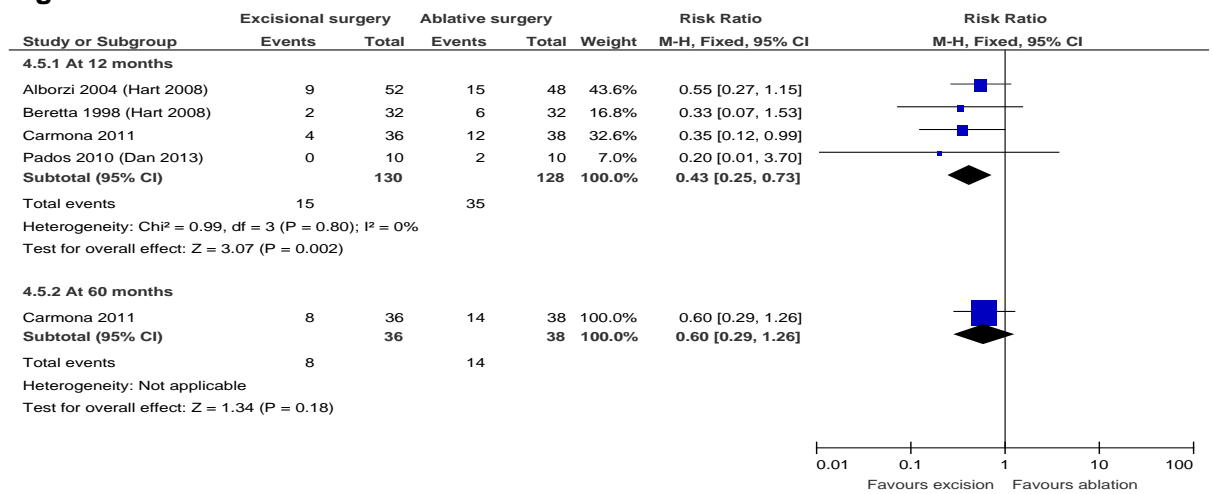 Excisional surgery Ablative surgery Risk Ratio Risk Ratio
Study or Subgroup Events Total Events Total Weight M-H, Fixed, 95% CI M-H, Fixed, 95% CI
4.5.1 At 12 months
Alborzi 2004 (Hart 2008) 9 52 15 48 43.6% 0.55 [0.27, 1.15]
Beretta 1998 (Hart 2008) 2 32 6 32 16.8% 0.33 [0.07, 1.53]
Carmona 2011 4 36 12 38 32.6% 0.35 [0.12, 0.99]
Pados 2010 (Dan 2013) 0 10 2 10 7.0% 0.20 [0.01, 3.70]
Subtotal (95% CI) 130 128 100.0% 0.43 [0.25, 0.73]
Total events 15 35
Heterogeneity: Chi² = 0.99, df = 3 (P = 0.80); I² = 0%
Test for overall effect: Z = 3.07 (P = 0.002)
4.5.2 At 60 months
Carmona 2011 8 36 14 38 100.0% 0.60 [0.29, 1.26]
Subtotal (95% CI) 36 38 100.0% 0.60 [0.29, 1.26]
Total events 8 14
Heterogeneity: Not applicable
Test for overall effect: Z = 1.34 (P = 0.18)
0.01 0.1 1 10 100
Favours excision Favours ablation